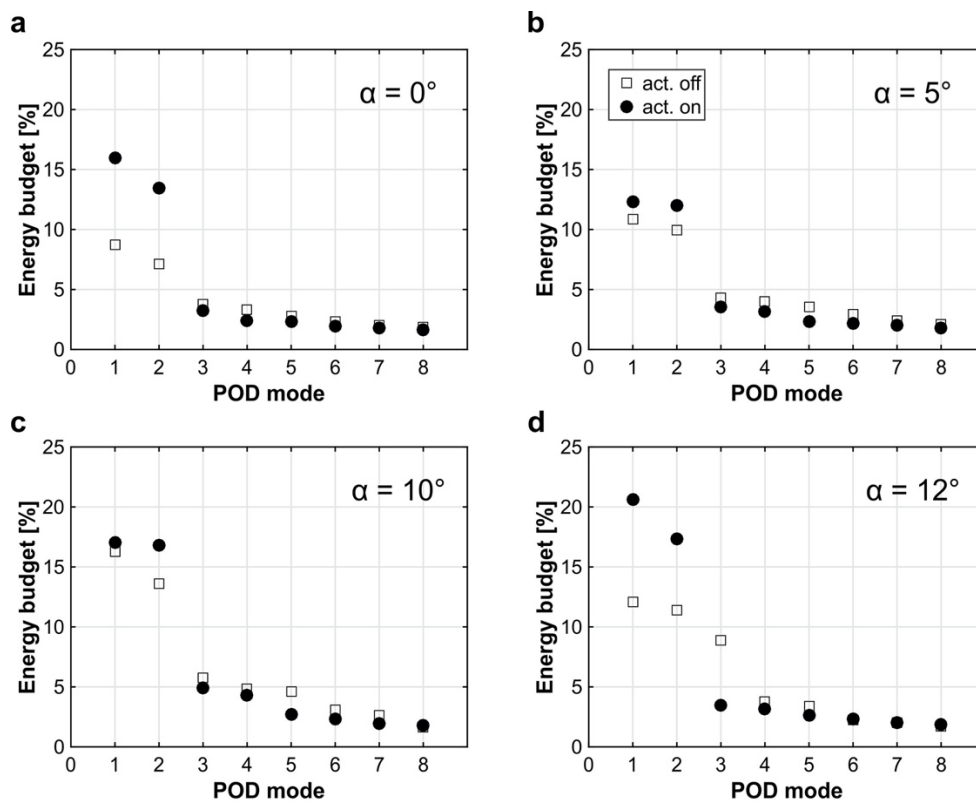 a
25
20
15
10
5
0
Energy budget [%]
α = 0°
0 1 2 3 4 5 6 7 8
POD mode
b
25
20
15
10
5
0
Energy budget [%]
act. off
act. on
α = 5°
0 1 2 3 4 5 6 7 8
POD mode
c
25
20
15
10
5
0
Energy budget [%]
α = 10°
0 1 2 3 4 5 6 7 8
POD mode
d
25
20
15
10
5
0
Energy budget [%]
α = 12°
0 1 2 3 4 5 6 7 8
POD mode